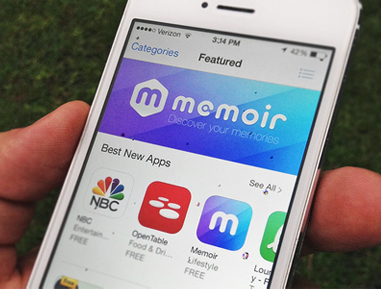 Verizon 3:14 PM 42%
Categories Featured
m memoir
Discover your memories
Best New Apps See All >
NBC m
NBC OpenTable Memoir
Entertain... Food & Dri... Lifestyle
FREE FREE FREE